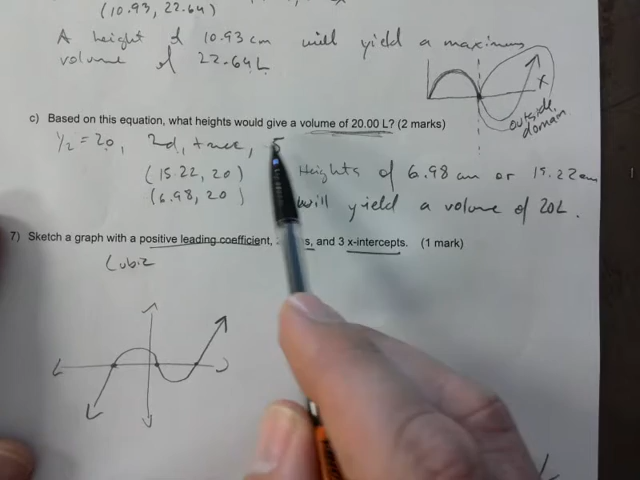 (10.93, 22.64)
A height of 10.93 cm will yield a maximum
volume of 22.64 L.
X
outside
domain
c) Based on this equation, what heights would give a volume of 20.00 L? (2 marks)
Y2 = 20, 2nd, trace, 5
(15.22, 20) Heights of 6.98 cm or 15.22 cm
(6.98, 20) will yield a volume of 20L.
7) Sketch a graph with a positive leading coefficient, and 3 x-intercepts. (1 mark)
Cubic